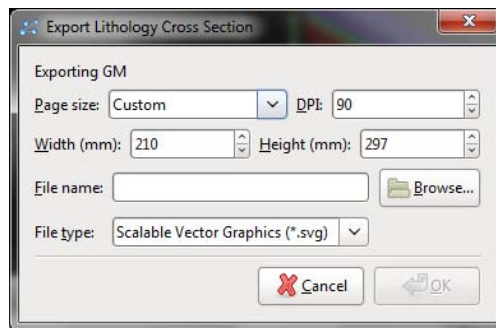 Export Lithology Cross Section
Exporting GM
Page size: Custom DPI: 90
Width (mm): 210 Height (mm): 297
File name: Browse...
File type: Scalable Vector Graphics (*.svg)
Cancel OK